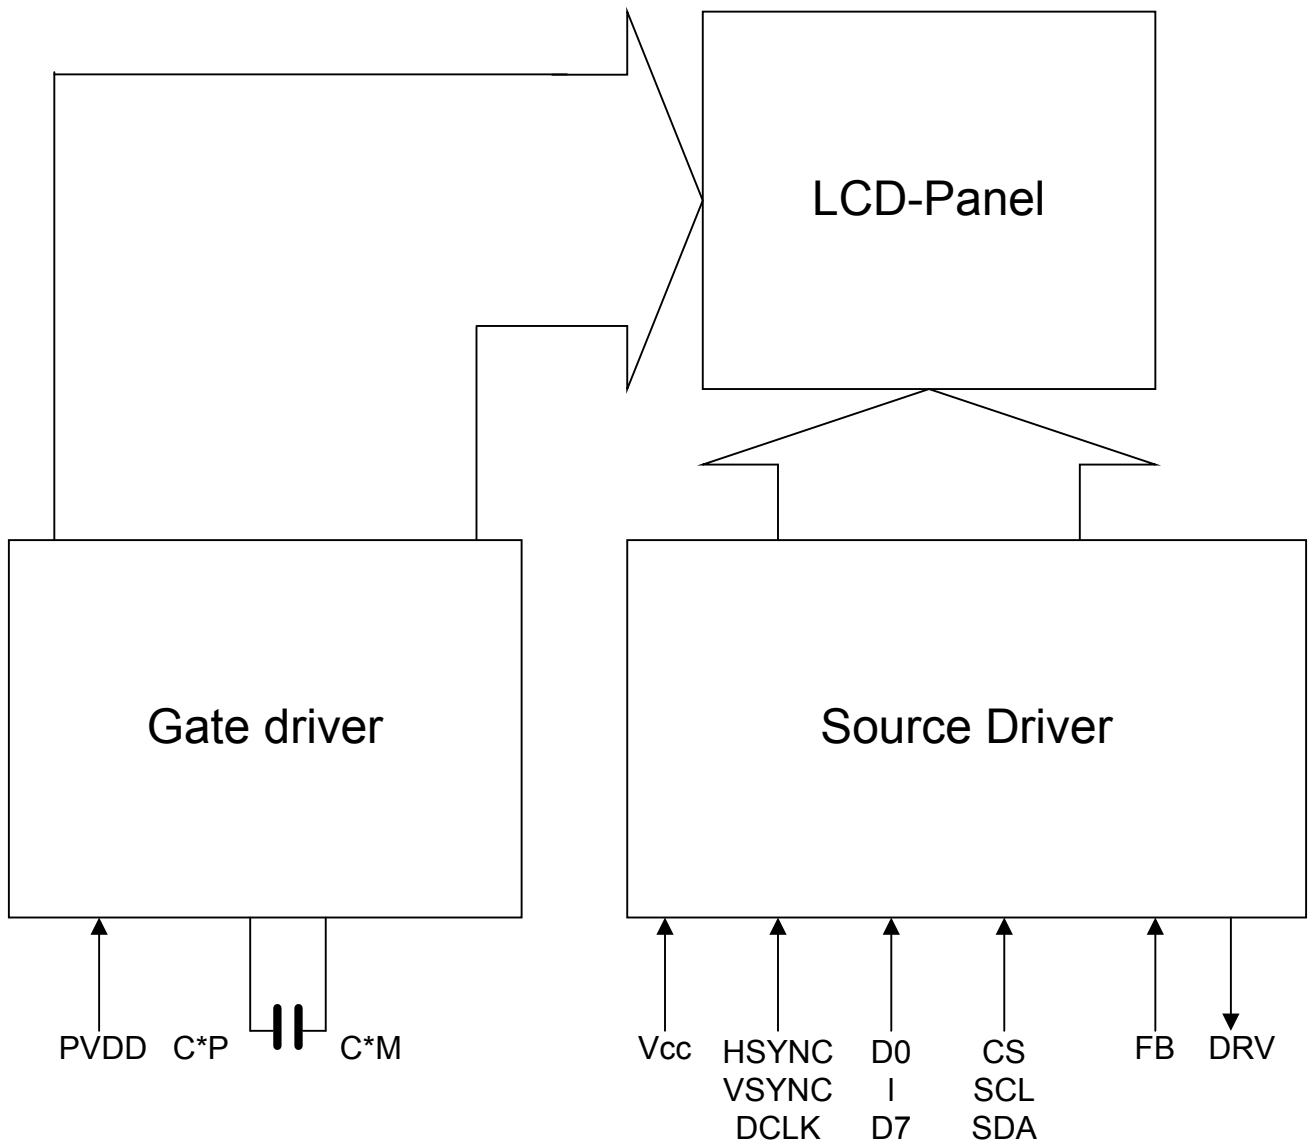 LCD-Panel
Gate driver
Source Driver
PVDD C*P C*M
Vcc HSYNC D0 CS FB DRV
VSYNC I SCL
DCLK D7 SDA